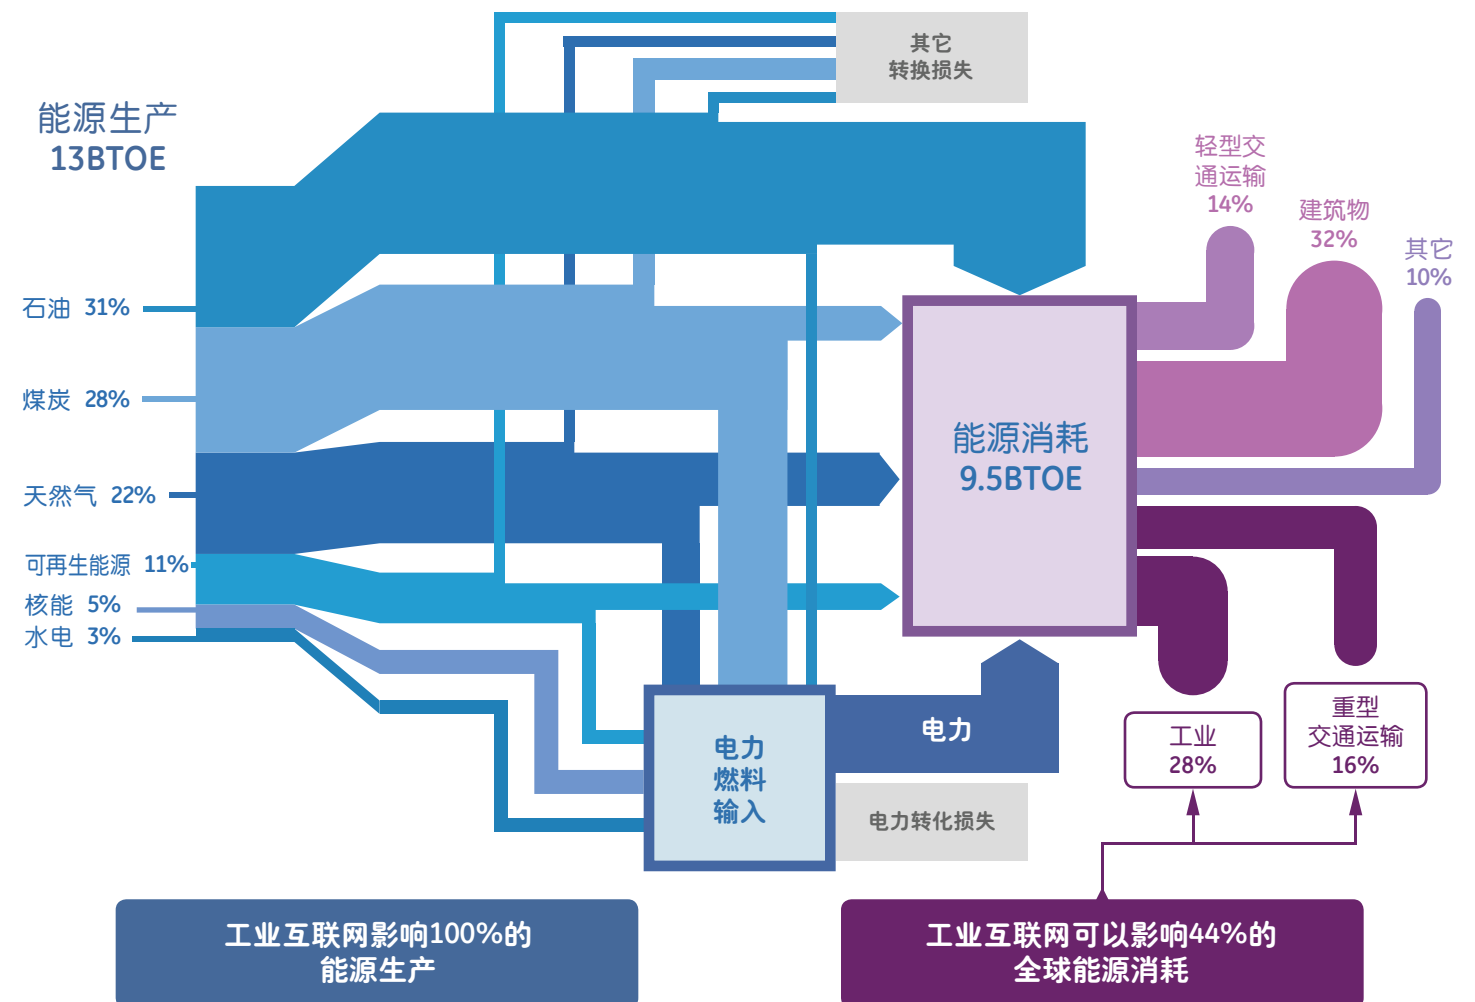 能源生产
13BTOE
石油 31%
煤炭 28%
天然气 22%
可再生能源 11%
核能 5%
水电 3%
其它
转换损失
能源消耗
9.5BTOE
电力
燃料
输入
电力
电力转化损失
轻型交
通运输
14%
建筑物
32%
其它
10%
工业
28%
重型
交通运输
16%
工业互联网影响100%的
能源生产
工业互联网可以影响44%的
全球能源消耗